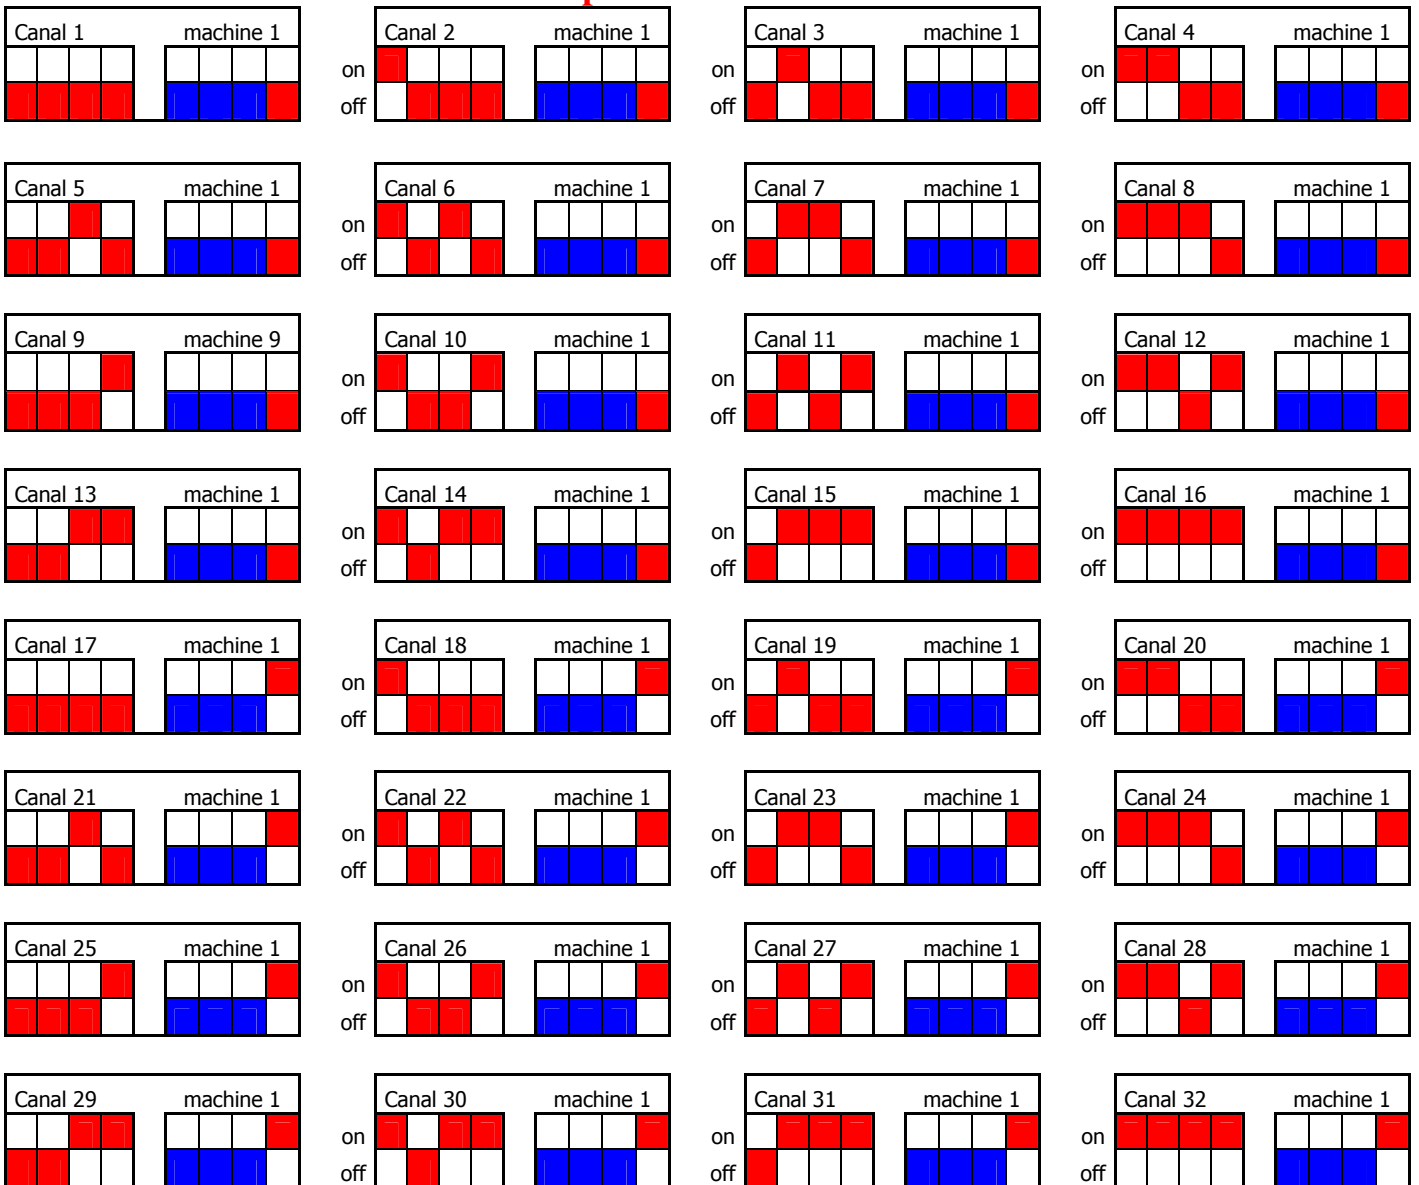 Canal 1 machine 1 Canal 2 machine 1 Canal 3 machine 1 Canal 4 machine 1
on on on
off off off
Canal 5 machine 1 Canal 6 machine 1 Canal 7 machine 1 Canal 8 machine 1
on on on
off off off
Canal 9 machine 9 Canal 10 machine 1 Canal 11 machine 1 Canal 12 machine 1
on on on
off off off
Canal 13 machine 1 Canal 14 machine 1 Canal 15 machine 1 Canal 16 machine 1
on on on
off off off
Canal 17 machine 1 Canal 18 machine 1 Canal 19 machine 1 Canal 20 machine 1
on on on
off off off
Canal 21 machine 1 Canal 22 machine 1 Canal 23 machine 1 Canal 24 machine 1
on on on
off off off
Canal 25 machine 1 Canal 26 machine 1 Canal 27 machine 1 Canal 28 machine 1
on on on
off off off
Canal 29 machine 1 Canal 30 machine 1 Canal 31 machine 1 Canal 32 machine 1
on on on
off off off